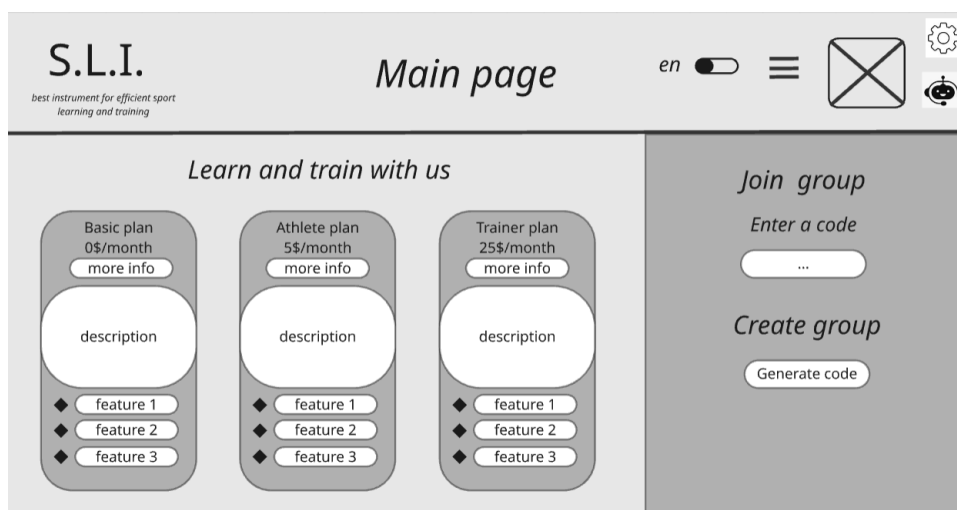 S.L.I.
best instrument for efficient sport
learning and training
Main page
en
Learn and train with us
Basic plan
0$/month
more info
description
feature 1
feature 2
feature 3
Athlete plan
5$/month
more info
description
feature 1
feature 2
feature 3
Trainer plan
25$/month
more info
description
feature 1
feature 2
feature 3
Join group
Enter a code
...
Create group
Generate code